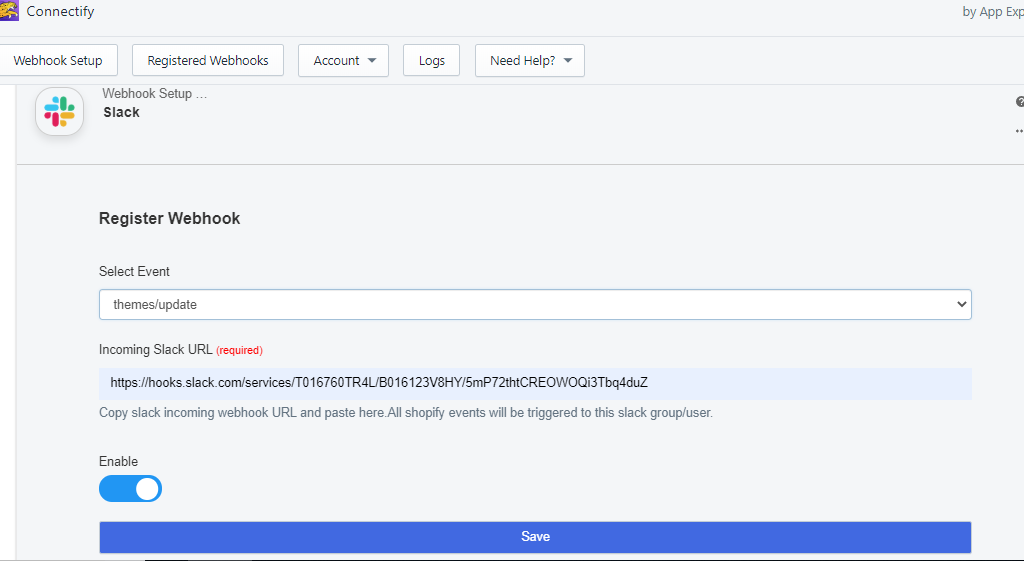 Connectify
by App Exp
Webhook Setup
Registered Webhooks
Account
Logs
Need Help?
Webhook Setup ...
Slack
Register Webhook
Select Event
themes/update
Incoming Slack URL (required)
https://hooks.slack.com/services/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
Copy slack incoming webhook URL and paste here.All shopify events will be triggered to this slack group/user.
Enable
Save